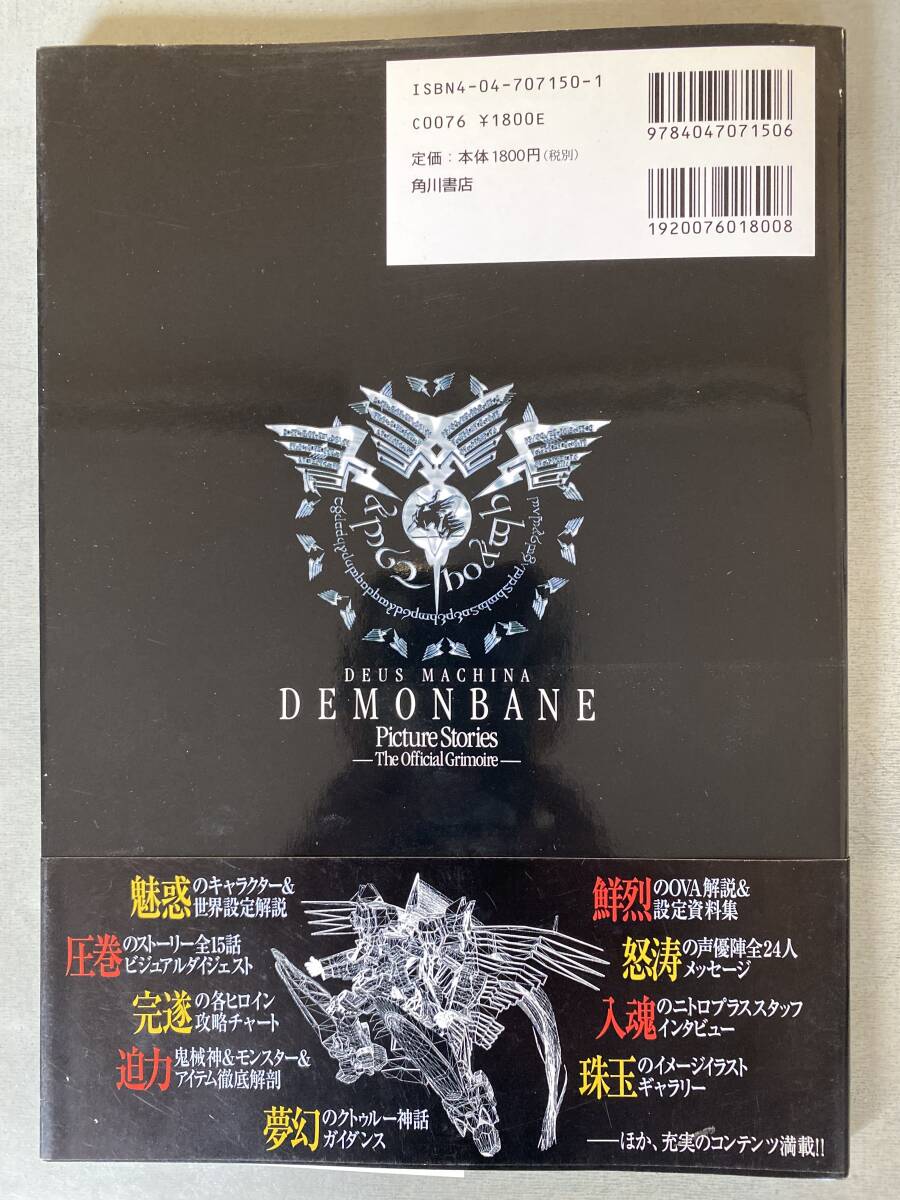 ISBN4-04-707150-1
C0076 ¥1800E
定価：本体1800円（税別）
角川書店
9784047071506
1920076018008
DEUS MACHINA
DEMONBANE
Picture Stories
—The Official Grimoire—
魅惑のキャラクター&
世界設定解説
圧巻のストーリー全15話
ビジュアルダイジェスト
完遂の各ヒロイン
攻略チャート
迫力鬼械神&モンスター&
アイテム徹底解剖
夢幻のクトゥルー神話
ガイダンス
鮮烈のOVA解説&
設定資料集
怒涛の声優陣全24人
メッセージ
入魂のニトロプラススタッフ
インタビュー
珠玉のイメージイラスト
ギャラリー
——ほか、充実のコンテンツ満載!!